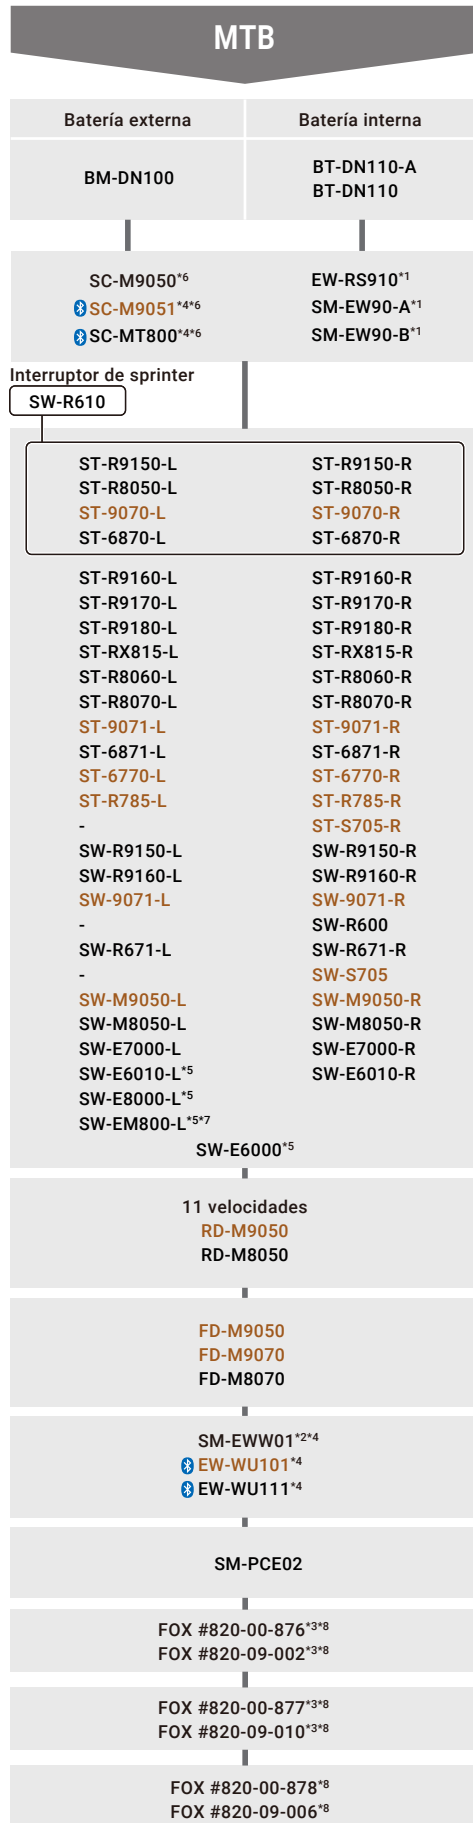 MTB
Batería externa Batería interna
BM-DN100 BT-DN110-A
BT-DN110
SC-M9050*6 EW-RS910*1
SC-M9051*4*6 SM-EW90-A*1
SC-MT800*4*6 SM-EW90-B*1
Interruptor de sprinter
SW-R610
ST-R9150-L ST-R9150-R
ST-R8050-L ST-R8050-R
ST-9070-L ST-9070-R
ST-6870-L ST-6870-R
ST-R9160-L ST-R9160-R
ST-R9170-L ST-R9170-R
ST-R9180-L ST-R9180-R
ST-RX815-L ST-RX815-R
ST-R8060-L ST-R8060-R
ST-R8070-L ST-R8070-R
ST-9071-L ST-9071-R
ST-6871-L ST-6871-R
ST-6770-L ST-6770-R
ST-R785-L ST-R785-R
- ST-S705-R
SW-R9150-L SW-R9150-R
SW-R9160-L SW-R9160-R
SW-9071-L SW-9071-R
- SW-R600
SW-R671-L SW-R671-R
- SW-S705
SW-M9050-L SW-M9050-R
SW-M8050-L SW-M8050-R
SW-E7000-L SW-E7000-R
SW-E6010-L*5 SW-E6010-R
SW-E8000-L*5
SW-EM800-L*5*7
SW-E6000*5
11 velocidades
RD-M9050
RD-M8050
FD-M9050
FD-M9070
FD-M8070
SM-EWW01*2*4
EW-WU101*4
EW-WU111*4
SM-PCE02
FOX #820-00-876*3*8
FOX #820-09-002*3*8
FOX #820-00-877*3*8
FOX #820-09-010*3*8
FOX #820-00-878*8
FOX #820-09-006*8